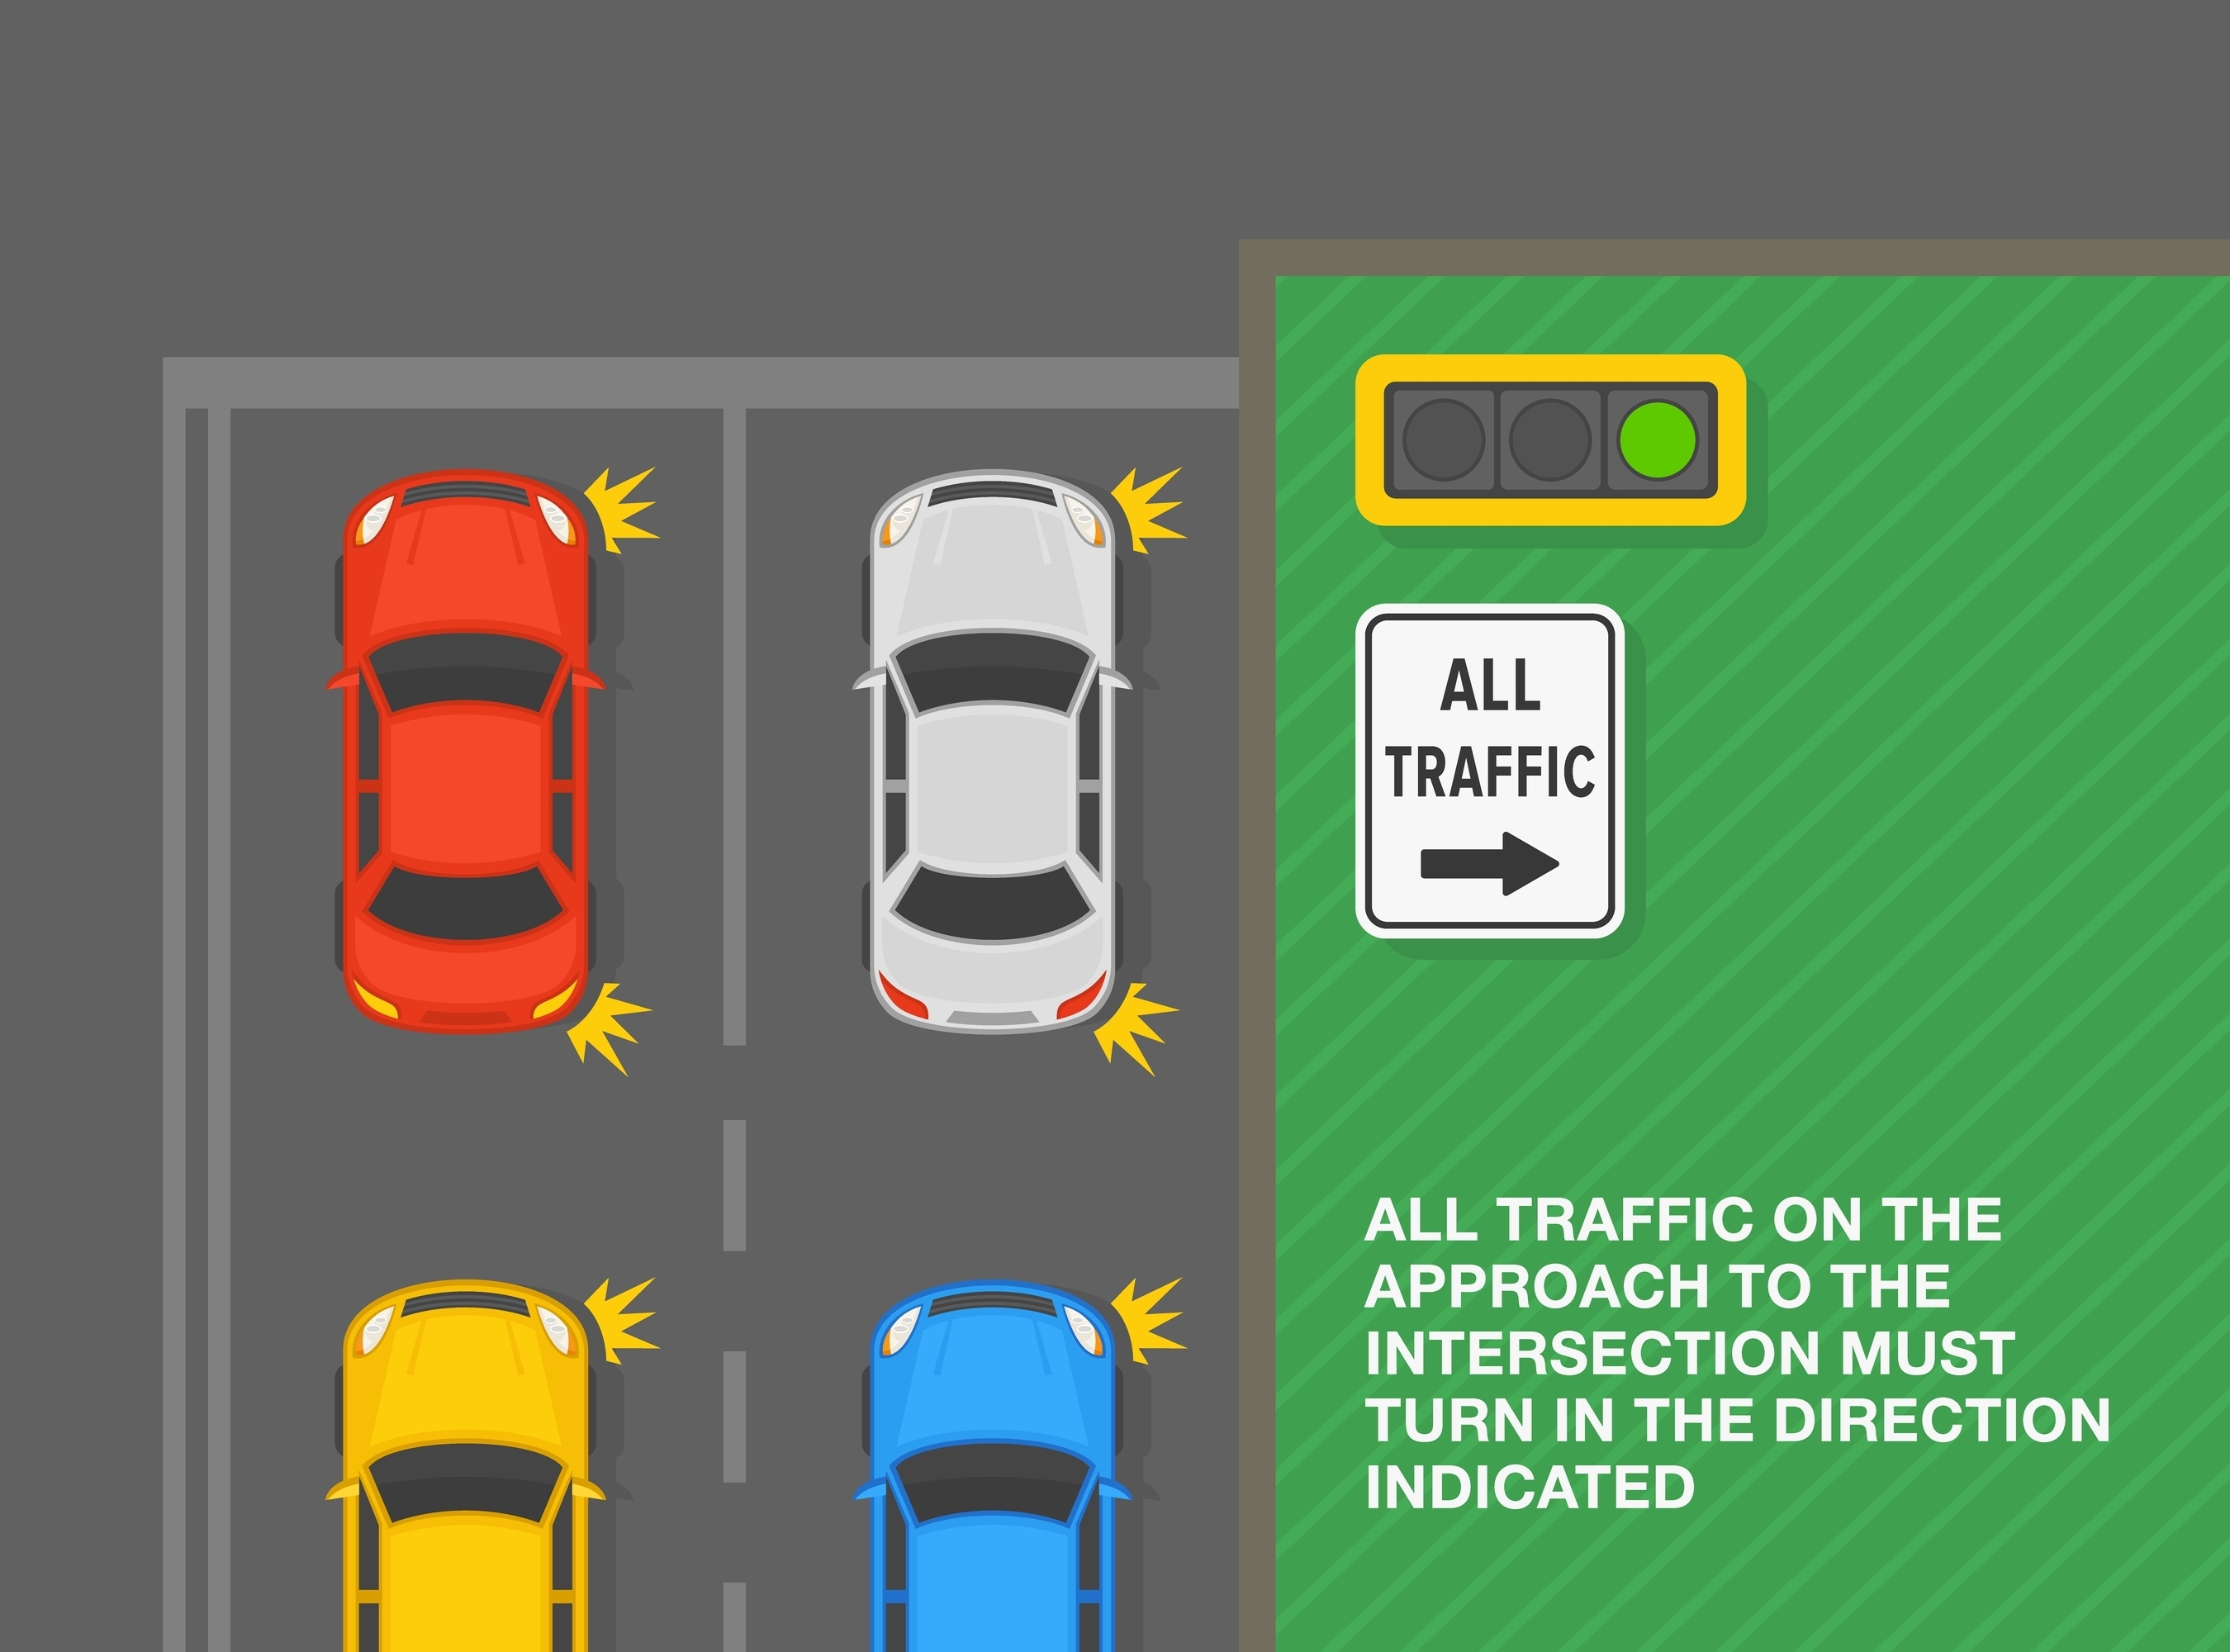 ALL
TRAFFIC
ALL TRAFFIC ON THE
APPROACH TO THE
INTERSECTION MUST
TURN IN THE DIRECTION
INDICATED